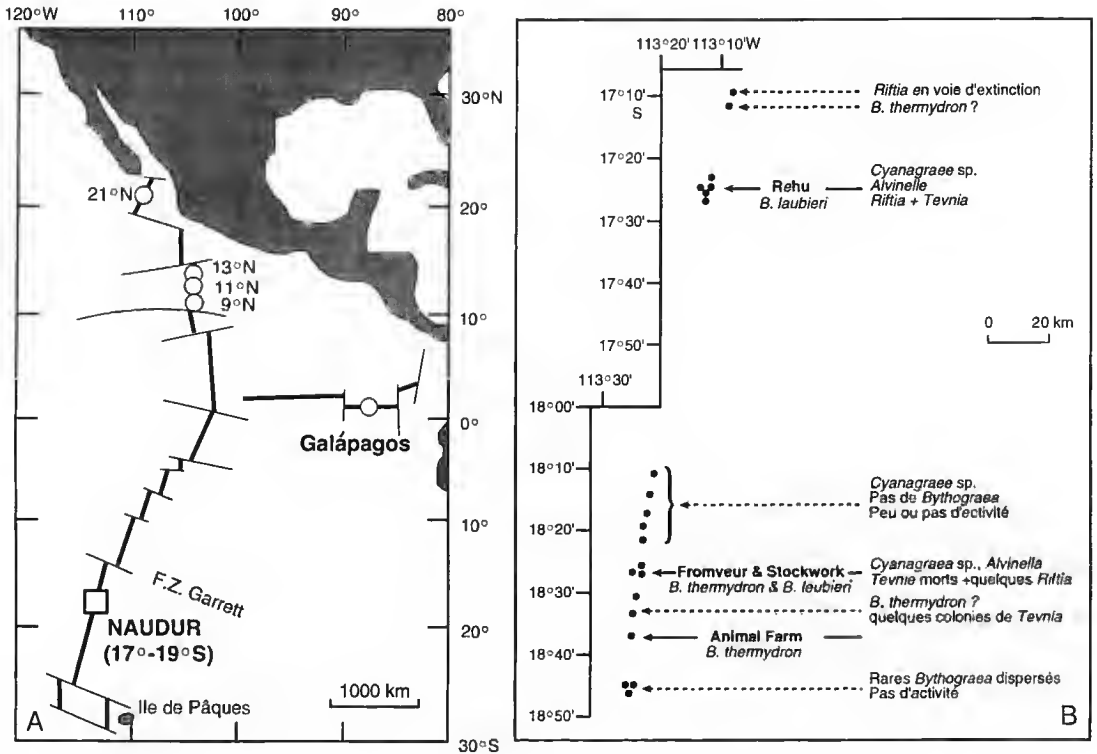 120°W 110° 100° 90° 80°
30°N
21°N
20°
13°N
11°N
9°N
10°
0°
Galápagos
10°
F.Z. Garrett
NAUDUR
(17°-19°S)
20°
1000 km
Ile de Pâques
A
30°S
B
113°20' 113°10'W
17°10'
S
Riftia en voie d'extinction
B. thermydron ?
17°20'
Cyanagraee sp.
Rehu
Alvinelle
B. laubieri
Riftia + Tevnia
17°30'
17°40'
0 20 km
17°50'
113°30'
18°00'
18°10'
Cyanagraee sp.
Pas de Bythograea
Peu ou pas d'ectivité
18°20'
Fromveur & Stockwork
Cyanagraea sp., Alvinella
B. thermydron & B. leubieri
Tevnie morts +quelques Riftia
18°30'
B. thermydron ?
quelques colonies de Tevnia
Animal Farm
B. thermydron
18°40'
Rares Bythograea dispersés
Pas d'activité
18°50'